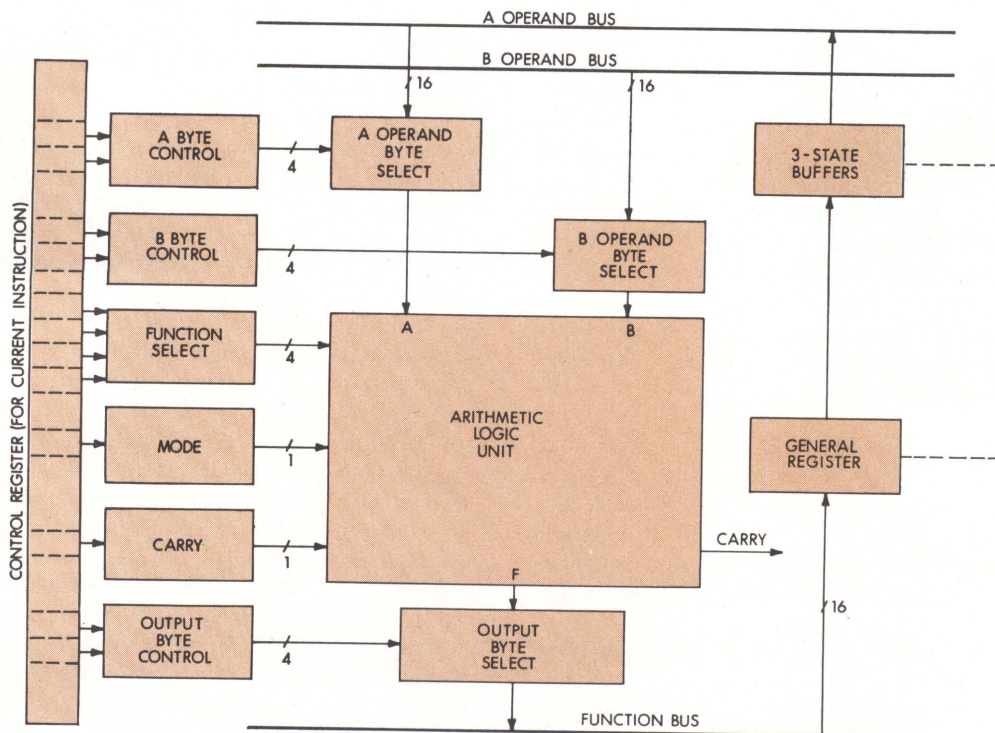 A OPERAND BUS
B OPERAND BUS
16
16
CONTROL REGISTER (FOR CURRENT INSTRUCTION)
A BYTE
CONTROL
4
A OPERAND
BYTE
SELECT
3-STATE
BUFFERS
B BYTE
CONTROL
4
B OPERAND
BYTE
SELECT
FUNCTION
SELECT
4
A
B
ARITHMETIC
LOGIC
UNIT
MODE
1
GENERAL
REGISTER
CARRY
1
CARRY
F
16
OUTPUT
BYTE
CONTROL
4
OUTPUT
BYTE
SELECT
FUNCTION BUS